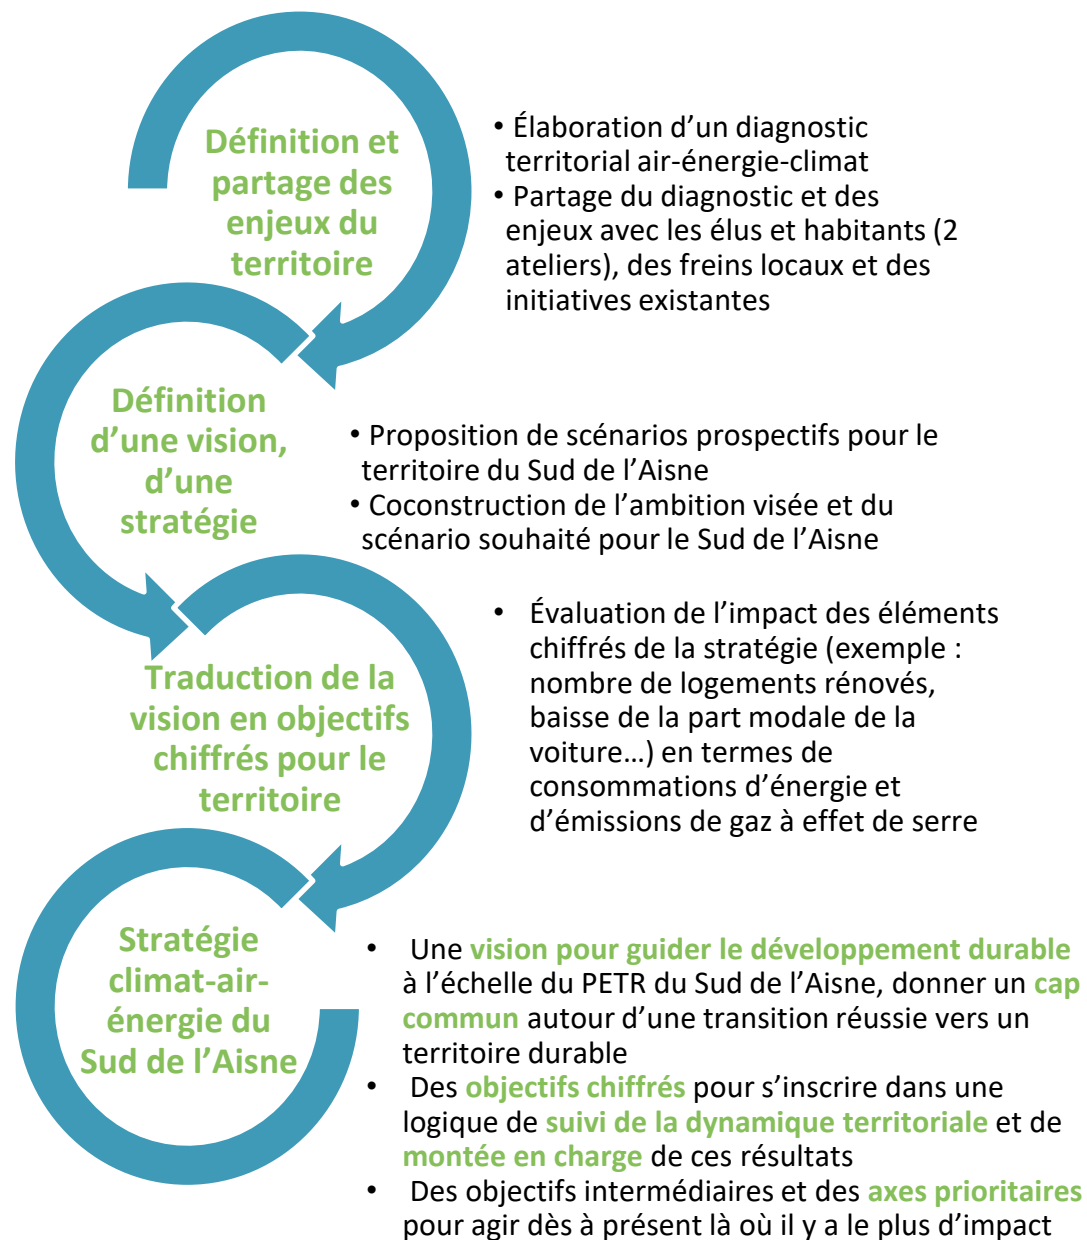 Définition et
partage des
enjeux du
territoire
• Élaboration d’un diagnostic
territorial air-énergie-climat
• Partage du diagnostic et des
enjeux avec les élus et habitants (2
ateliers), des freins locaux et des
initiatives existantes
Définition
d’une vision,
d’une
stratégie
• Proposition de scénarios prospectifs pour le
territoire du Sud de l’Aisne
• Coconstruction de l’ambition visée et du
scénario souhaité pour le Sud de l’Aisne
Traduction de la
vision en objectifs
chiffrés pour le
territoire
• Évaluation de l’impact des éléments
chiffrés de la stratégie (exemple :
nombre de logements rénovés,
baisse de la part modale de la
voiture…) en termes de
consommations d’énergie et
d’émissions de gaz à effet de serre
Stratégie
climat-air-
énergie du
Sud de l’Aisne
• Une vision pour guider le développement durable
à l’échelle du PETR du Sud de l’Aisne, donner un cap
commun autour d’une transition réussie vers un
territoire durable
• Des objectifs chiffrés pour s’inscrire dans une
logique de suivi de la dynamique territoriale et de
montée en charge de ces résultats
• Des objectifs intermédiaires et des axes prioritaires
pour agir dès à présent là où il y a le plus d’impact